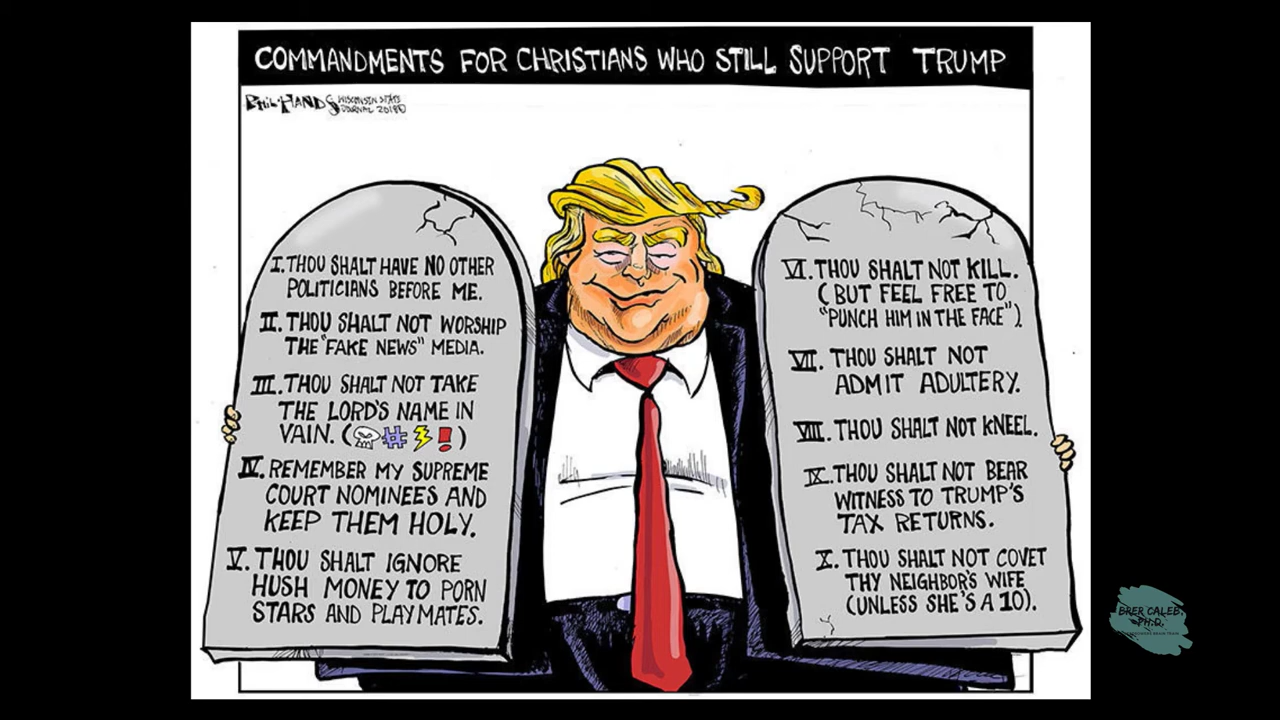 COMMANDMENTS FOR CHRISTIANS WHO STILL SUPPORT TRUMP
PHIL HANDS WISCONSIN STATE
JOURNAL 2018
I. THOU SHALT HAVE NO OTHER
POLITICIANS BEFORE ME.
II. THOU SHALT NOT WORSHIP
THE "FAKE NEWS" MEDIA.
III. THOU SHALT NOT TAKE
THE LORD'S NAME IN
VAIN. (#!)
IV. REMEMBER MY SUPREME
COURT NOMINEES AND
KEEP THEM HOLY.
V. THOU SHALT IGNORE
HUSH MONEY TO PORN
STARS AND PLAYMATES.
VI. THOU SHALT NOT KILL.
(BUT FEEL FREE TO
"PUNCH HIM IN THE FACE").
VII. THOU SHALT NOT
ADMIT ADULTERY.
VIII. THOU SHALT NOT KNEEL.
IX. THOU SHALT NOT BEAR
WITNESS TO TRUMP'S
TAX RETURNS.
X. THOU SHALT NOT COVET
THY NEIGHBOR'S WIFE
(UNLESS SHE'S A 10).
BRER CALEB,
PH.D.